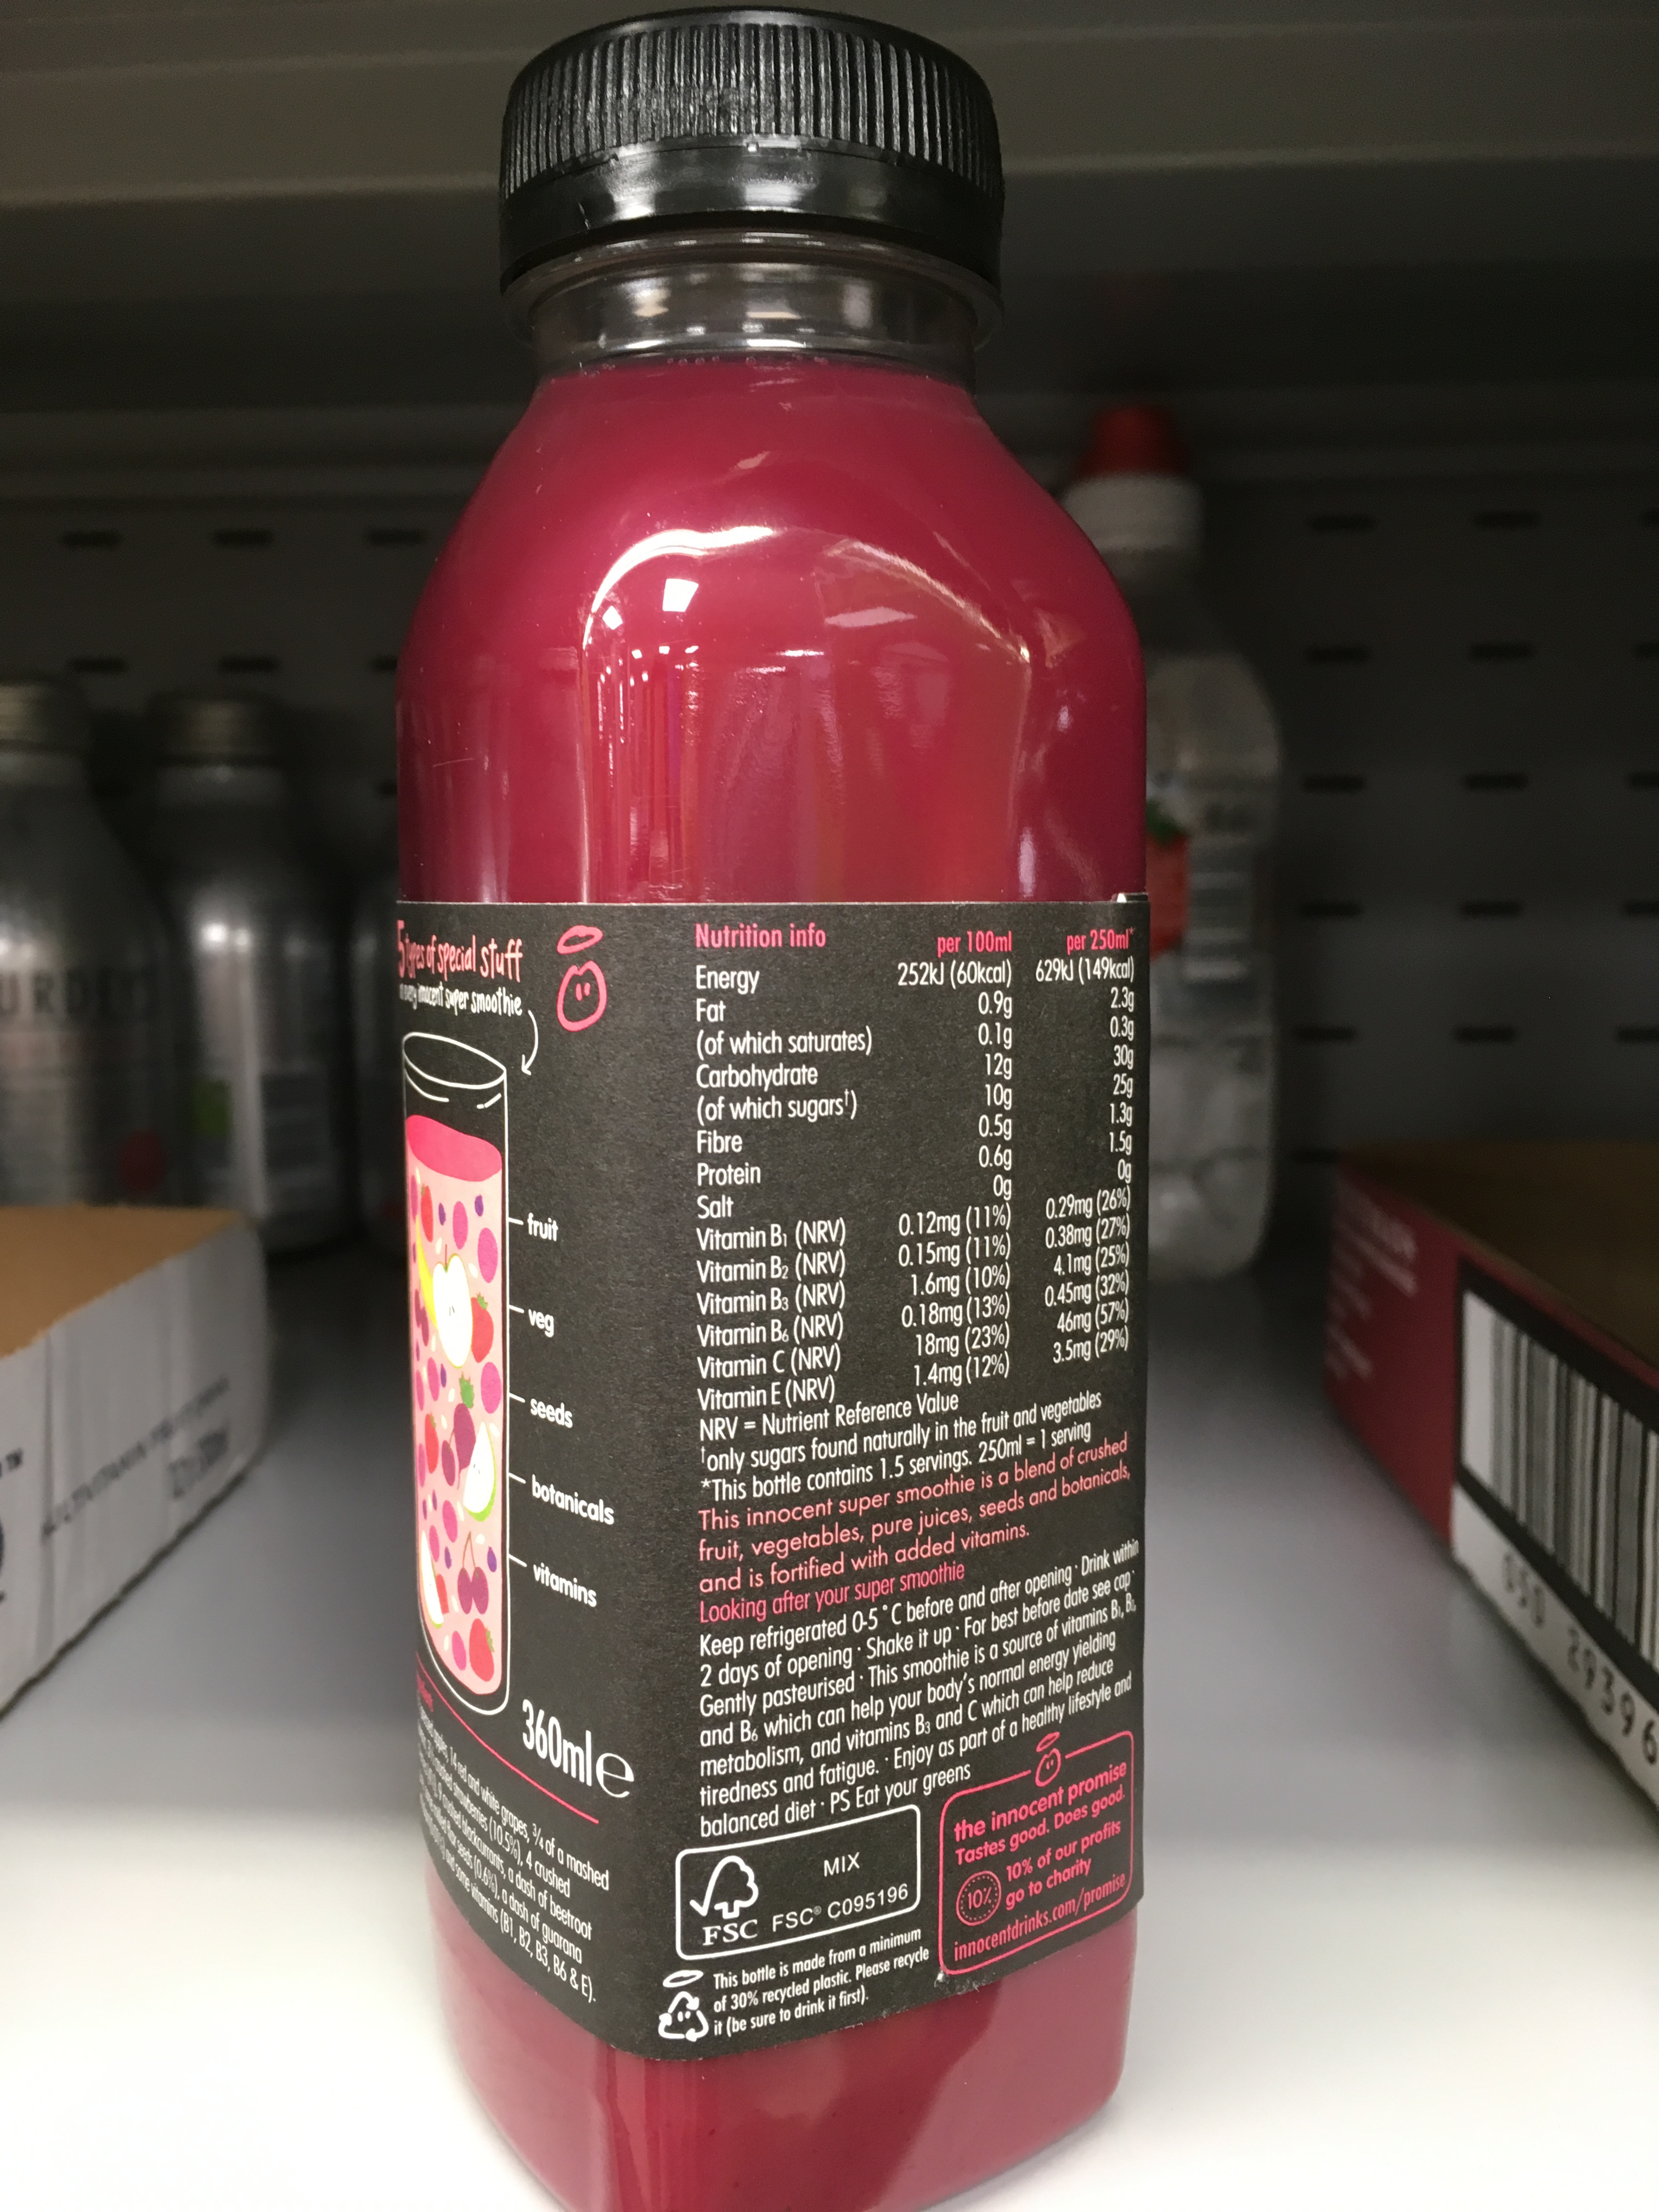 5 types of special stuff
innocent super smoothie
fruit
veg
seeds
botanicals
vitamins
360ml e
apples, 14 red and white grapes, ¾ of a mashed
strawberries (10.5%), 4 crushed
crushed blackcurrants, a dash of beetroot
flax seeds (0.6%), a dash of guarana
and some vitamins (B1, B2, B3, B6 & E).
Nutrition info per 100ml per 250ml*
Energy 252kJ (60kcal) 629kJ (149kcal)
Fat 0.9g 2.3g
(of which saturates) 0.1g 0.3g
Carbohydrate 12g 30g
(of which sugars†) 10g 25g
Fibre 0.5g 1.3g
Protein 0.6g 1.5g
Salt 0g 0g
Vitamin B₁ (NRV) 0.12mg (11%) 0.29mg (26%)
Vitamin B₂ (NRV) 0.15mg (11%) 0.38mg (27%)
Vitamin B₃ (NRV) 1.6mg (10%) 4.1mg (25%)
Vitamin B₆ (NRV) 0.18mg (13%) 0.45mg (32%)
Vitamin C (NRV) 18mg (23%) 46mg (57%)
Vitamin E (NRV) 1.4mg (12%) 3.5mg (29%)
NRV = Nutrient Reference Value
†only sugars found naturally in the fruit and vegetables
*This bottle contains 1.5 servings. 250ml = 1 serving
This innocent super smoothie is a blend of crushed
fruit, vegetables, pure juices, seeds and botanicals,
and is fortified with added vitamins.
Looking after your super smoothie
Keep refrigerated 0-5°C before and after opening · Drink within
2 days of opening · Shake it up · For best before date see cap ·
Gently pasteurised · This smoothie is a source of vitamins B₁, B₂,
and B₆ which can help your body's normal energy yielding
metabolism, and vitamins B₃ and C which can help reduce
tiredness and fatigue. · Enjoy as part of a healthy lifestyle and
balanced diet · PS Eat your greens
MIX
FSC FSC® C095196
the innocent promise
Tastes good. Does good.
10% 10% of our profits
go to charity
innocentdrinks.com/promise
This bottle is made from a minimum
of 30% recycled plastic. Please recycle
it (be sure to drink it first).